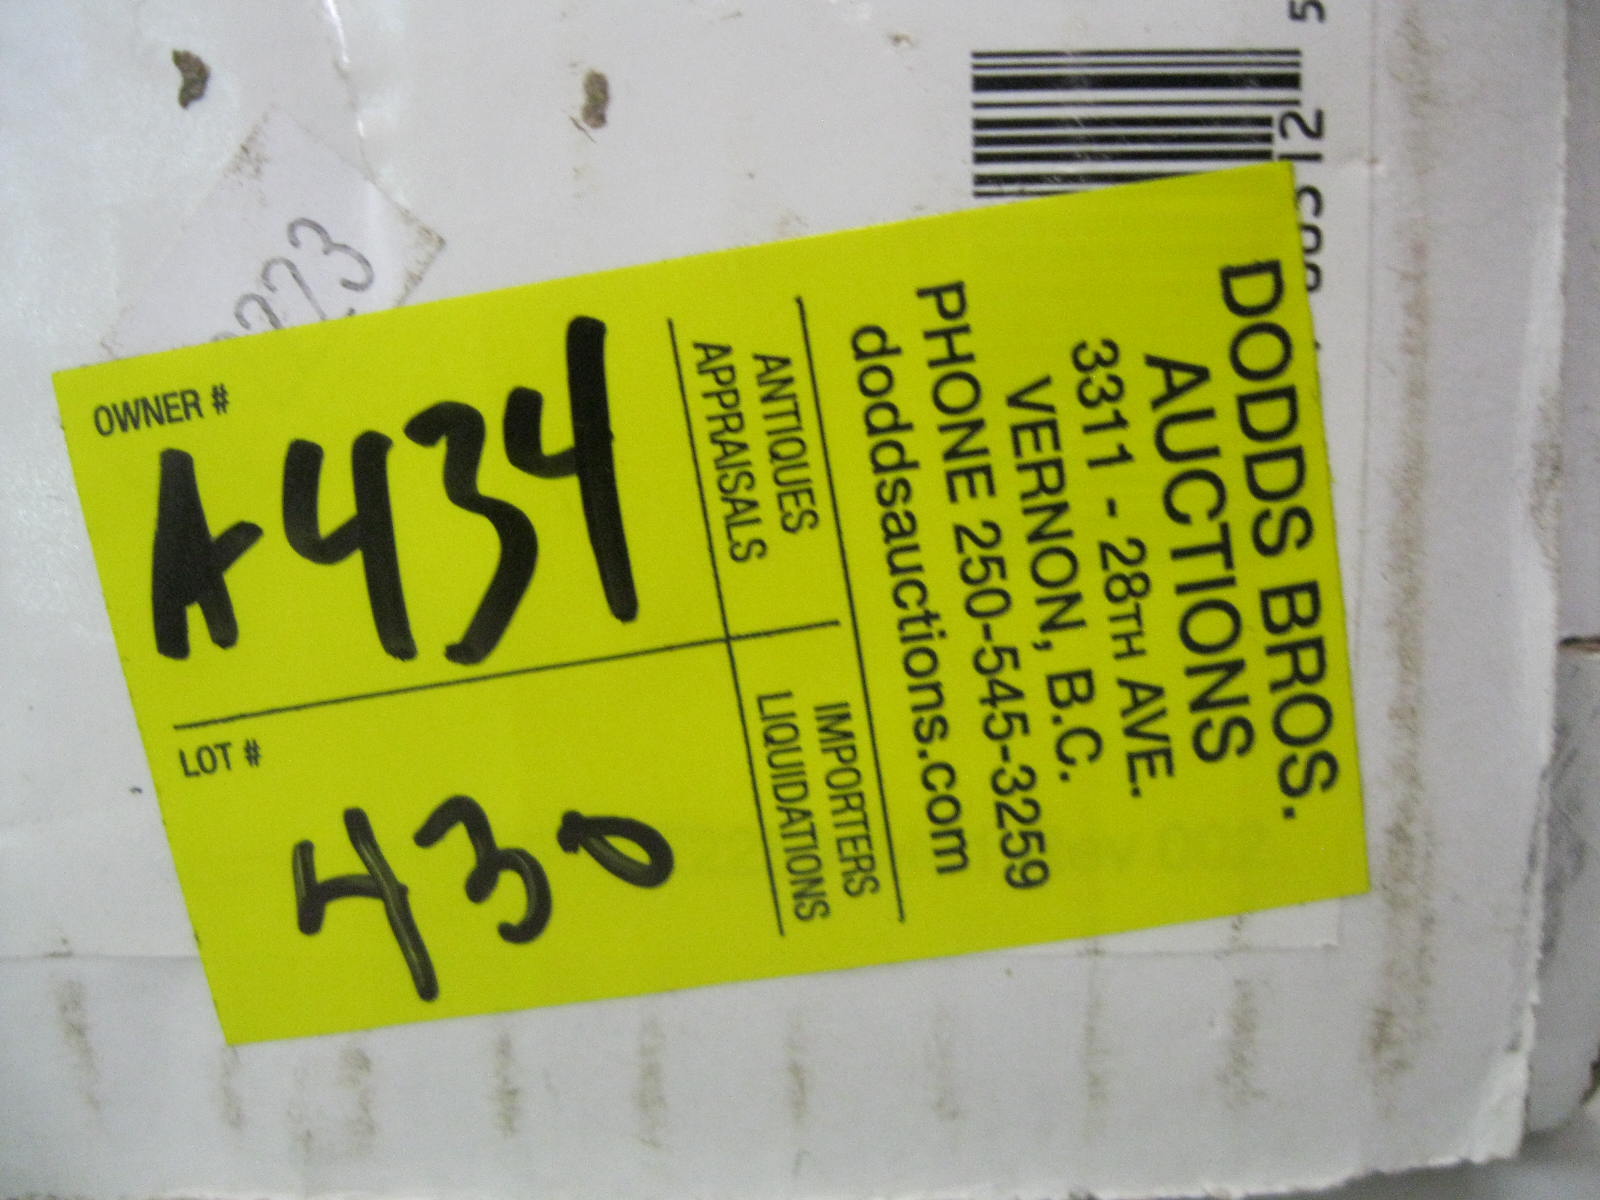 DODDS BROS.
AUCTIONS
3311 - 28TH AVE.
VERNON, B.C.
PHONE 250-545-3259
doddsauctions.com
ANTIQUES IMPORTERS
APPRAISALS LIQUIDATIONS
OWNER #
A434
LOT #
430